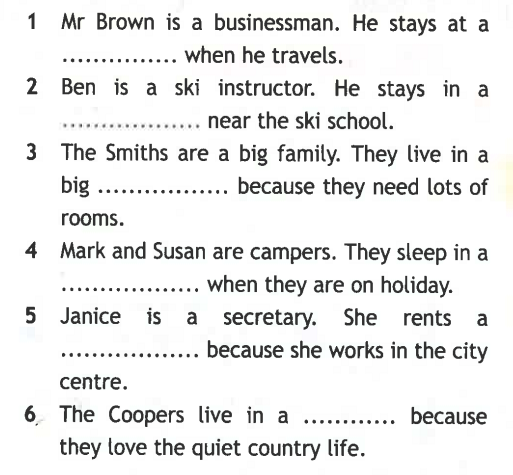 1 Mr Brown is a businessman. He stays at a
............... when he travels.
2 Ben is a ski instructor. He stays in a
.................. near the ski school.
3 The Smiths are a big family. They live in a
big ................. because they need lots of
rooms.
4 Mark and Susan are campers. They sleep in a
.................. when they are on holiday.
5 Janice is a secretary. She rents a
.................. because she works in the city
centre.
6. The Coopers live in a ............ because
they love the quiet country life.